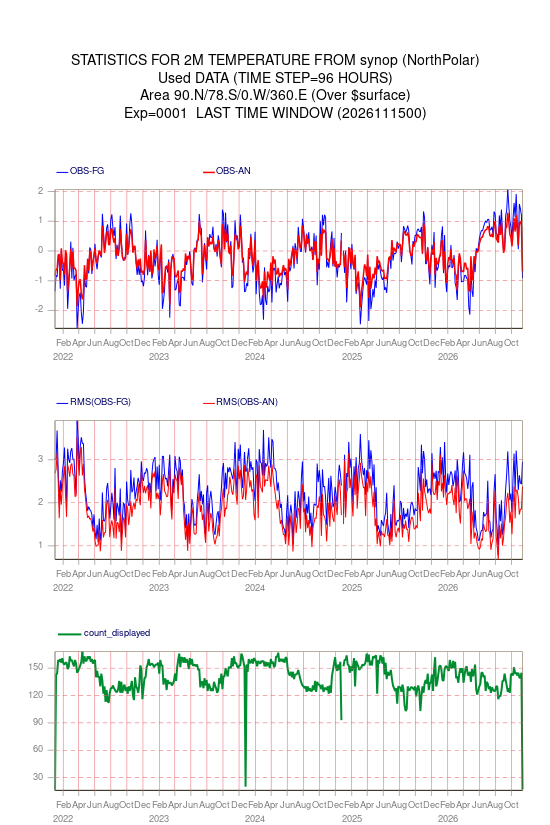 STATISTICS FOR 2M TEMPERATURE FROM synop (NorthPolar)
Used DATA (TIME STEP=96 HOURS)
Area 90.N/78.S/0.W/360.E (Over $surface)
Exp=0001  LAST TIME WINDOW (2026111500)
OBS-FG OBS-AN
2
1
0
-1
-2
Feb Apr Jun Aug Oct Dec Feb Apr Jun Aug Oct Dec Feb Apr Jun Aug Oct Dec Feb Apr Jun Aug Oct Dec Feb Apr Jun Aug Oct
2022 2023 2024 2025 2026
RMS(OBS-FG) RMS(OBS-AN)
3
2
1
Feb Apr Jun Aug Oct Dec Feb Apr Jun Aug Oct Dec Feb Apr Jun Aug Oct Dec Feb Apr Jun Aug Oct Dec Feb Apr Jun Aug Oct
2022 2023 2024 2025 2026
count_displayed
150
120
90
60
30
Feb Apr Jun Aug Oct Dec Feb Apr Jun Aug Oct Dec Feb Apr Jun Aug Oct Dec Feb Apr Jun Aug Oct Dec Feb Apr Jun Aug Oct
2022 2023 2024 2025 2026